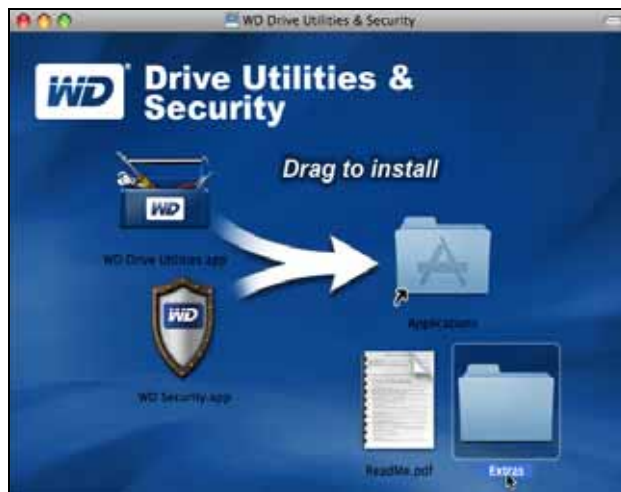 WD Drive Utilities & Security
WD
Drive Utilities &
Security
Drag to install
WD
WD Drive Utilities.app
Applications
WD
WD Security.app
ReadMe.pdf
Extras